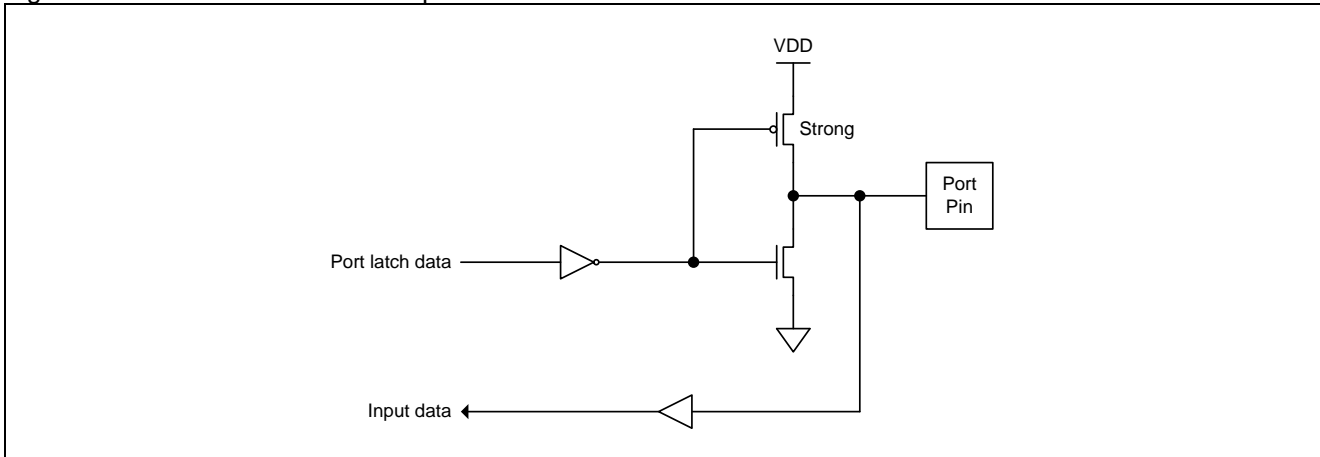 VDD
Strong
Port
Pin
Port latch data
Input data